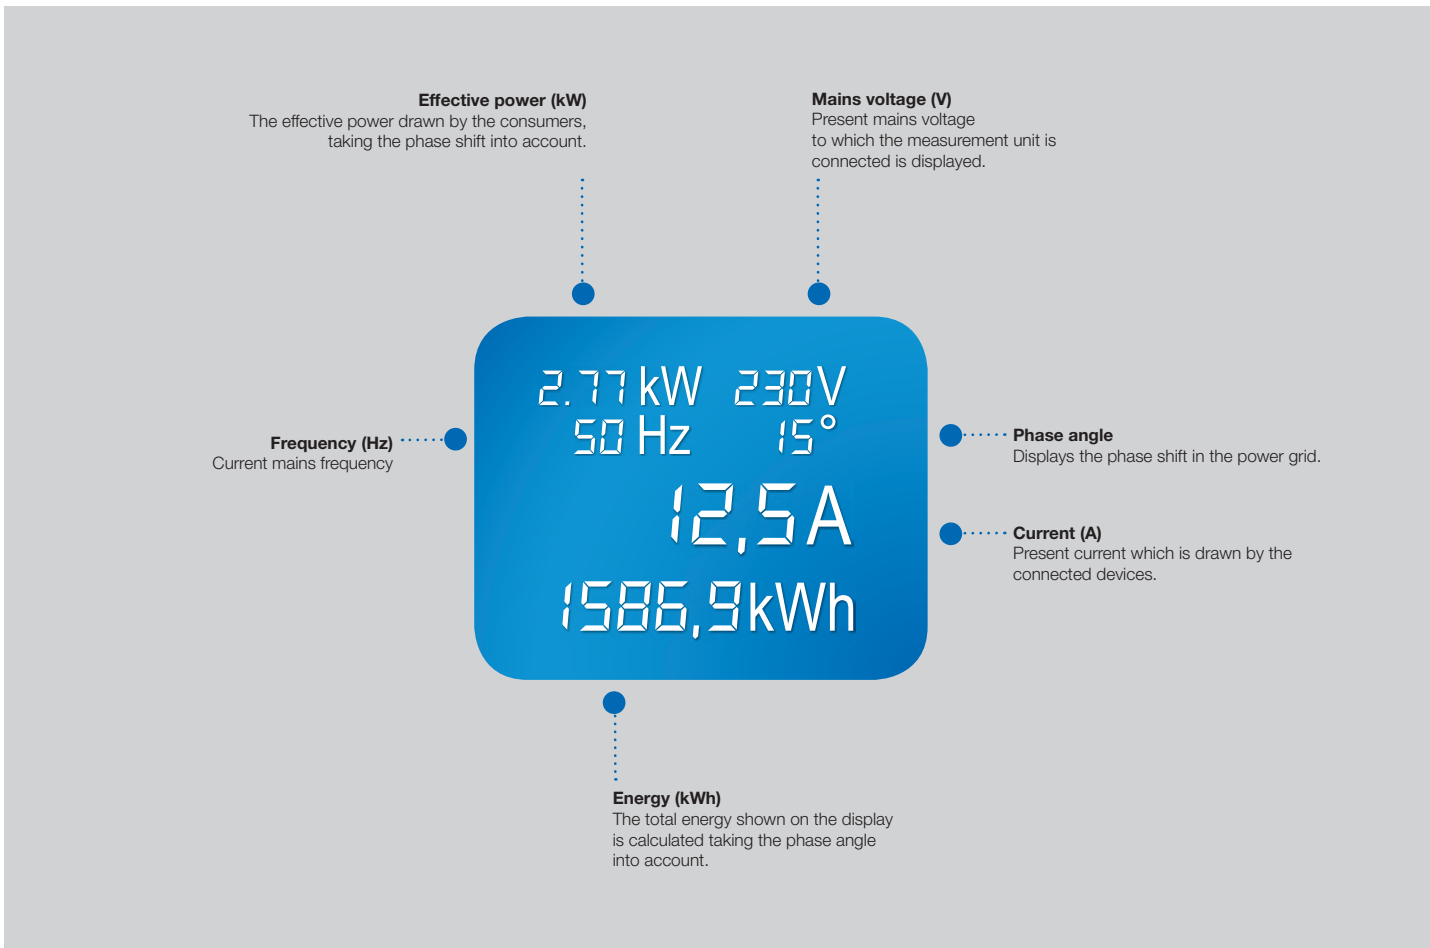 Effective power (kW)
The effective power drawn by the consumers,
taking the phase shift into account.
Mains voltage (V)
Present mains voltage
to which the measurement unit is
connected is displayed.
2.77 kW 230V
50 Hz 15°
12,5A
1586,9kWh
Frequency (Hz)
Current mains frequency
Phase angle
Displays the phase shift in the power grid.
Current (A)
Present current which is drawn by the
connected devices.
Energy (kWh)
The total energy shown on the display
is calculated taking the phase angle
into account.